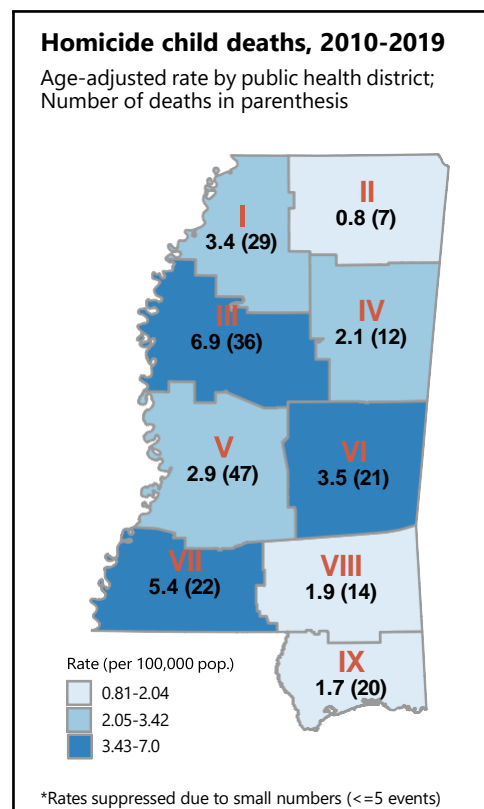 Homicide child deaths, 2010-2019
Age-adjusted rate by public health district;
Number of deaths in parenthesis
II
0.8 (7)
I
3.4 (29)
III
6.9 (36)
IV
2.1 (12)
V
2.9 (47)
VI
3.5 (21)
VII
5.4 (22)
VIII
1.9 (14)
IX
1.7 (20)
Rate (per 100,000 pop.)
0.81-2.04
2.05-3.42
3.43-7.0
*Rates suppressed due to small numbers (<=5 events)